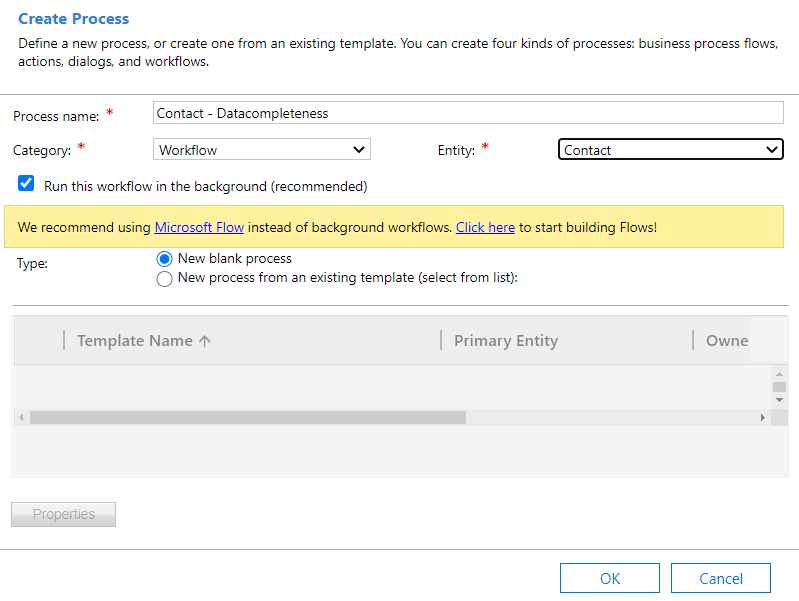 Create Process
Define a new process, or create one from an existing template. You can create four kinds of processes: business process flows,
actions, dialogs, and workflows.
Process name: * Contact - Datacompleteness
Category: * Workflow Entity: * Contact
Run this workflow in the background (recommended)
We recommend using Microsoft Flow instead of background workflows. Click here to start building Flows!
Type: New blank process
New process from an existing template (select from list):
Template Name ↑ Primary Entity Owne
Properties
OK Cancel